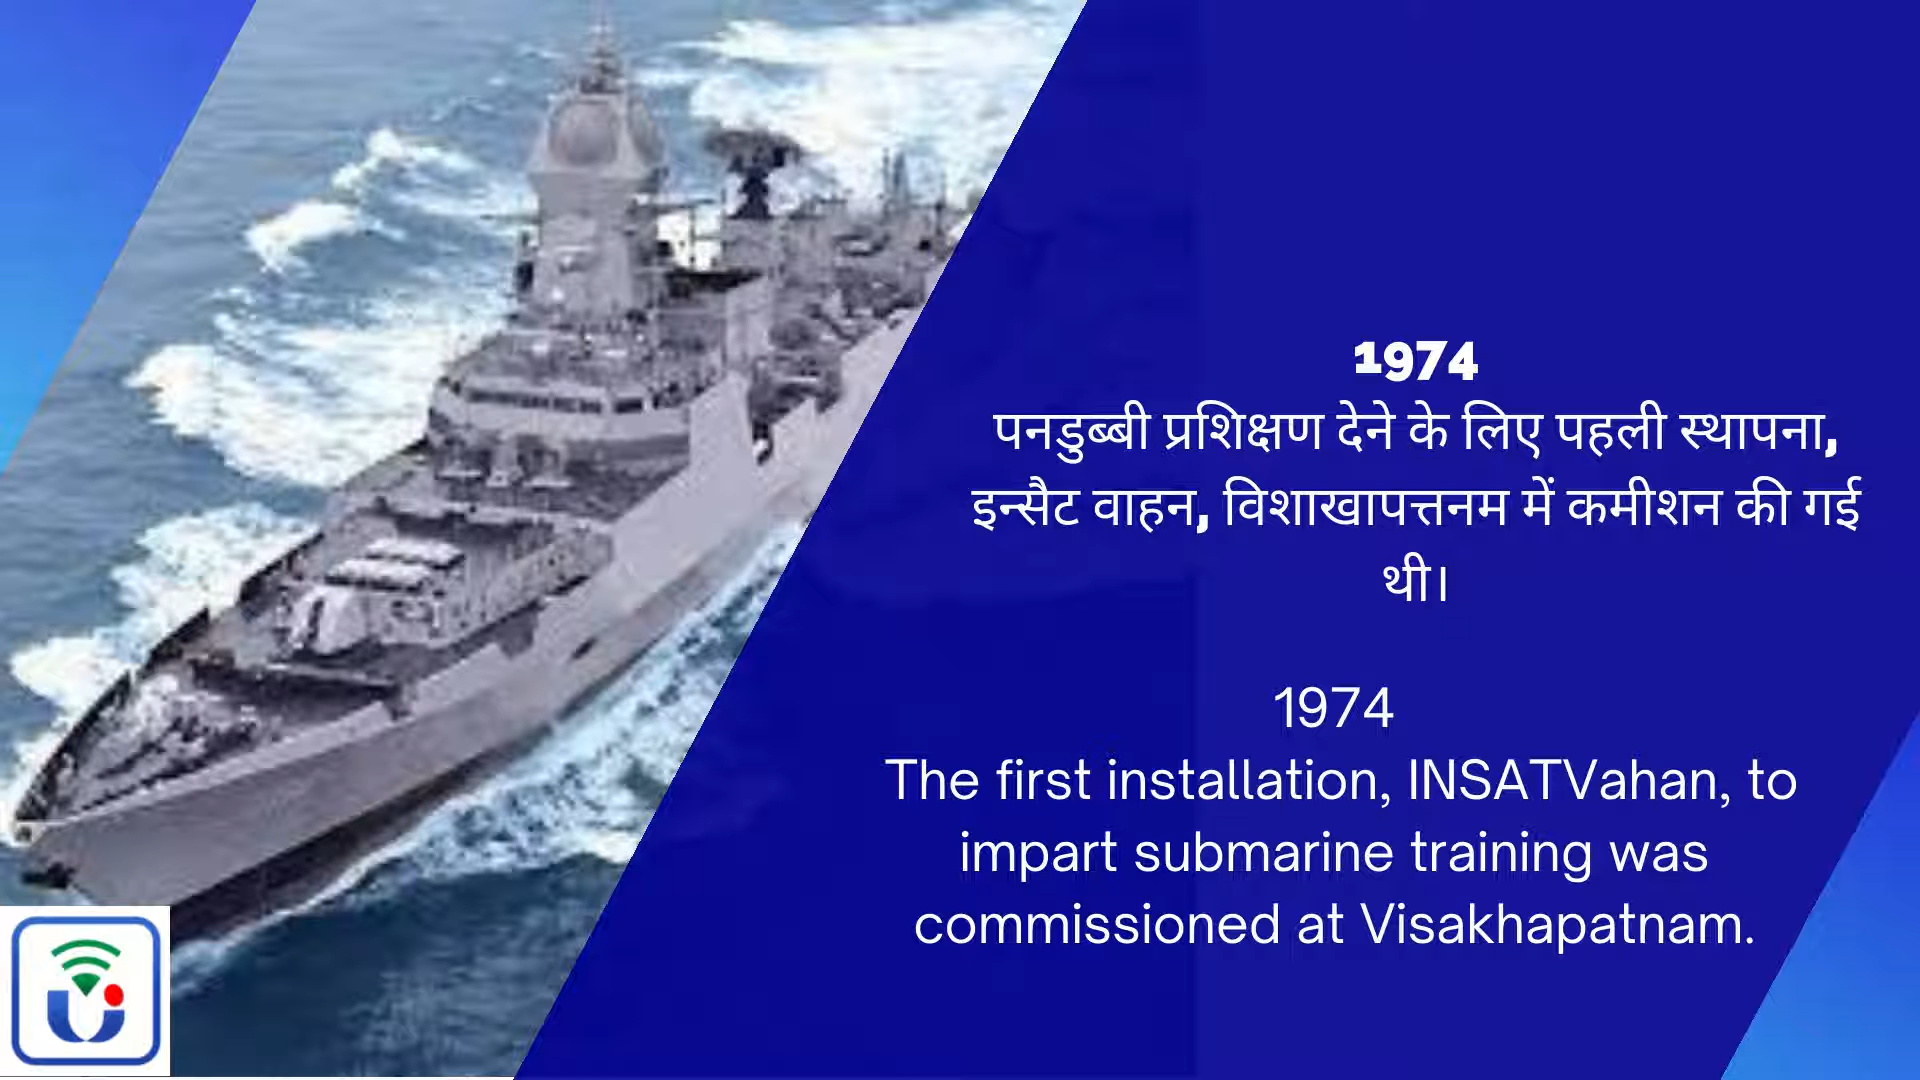 1974
पनडुब्बी प्रशिक्षण देने के लिए पहली स्थापना,
इन्सैट वाहन, विशाखापत्तनम में कमीशन की गई
थी।
1974
The first installation, INSATVahan, to
impart submarine training was
commissioned at Visakhapatnam.